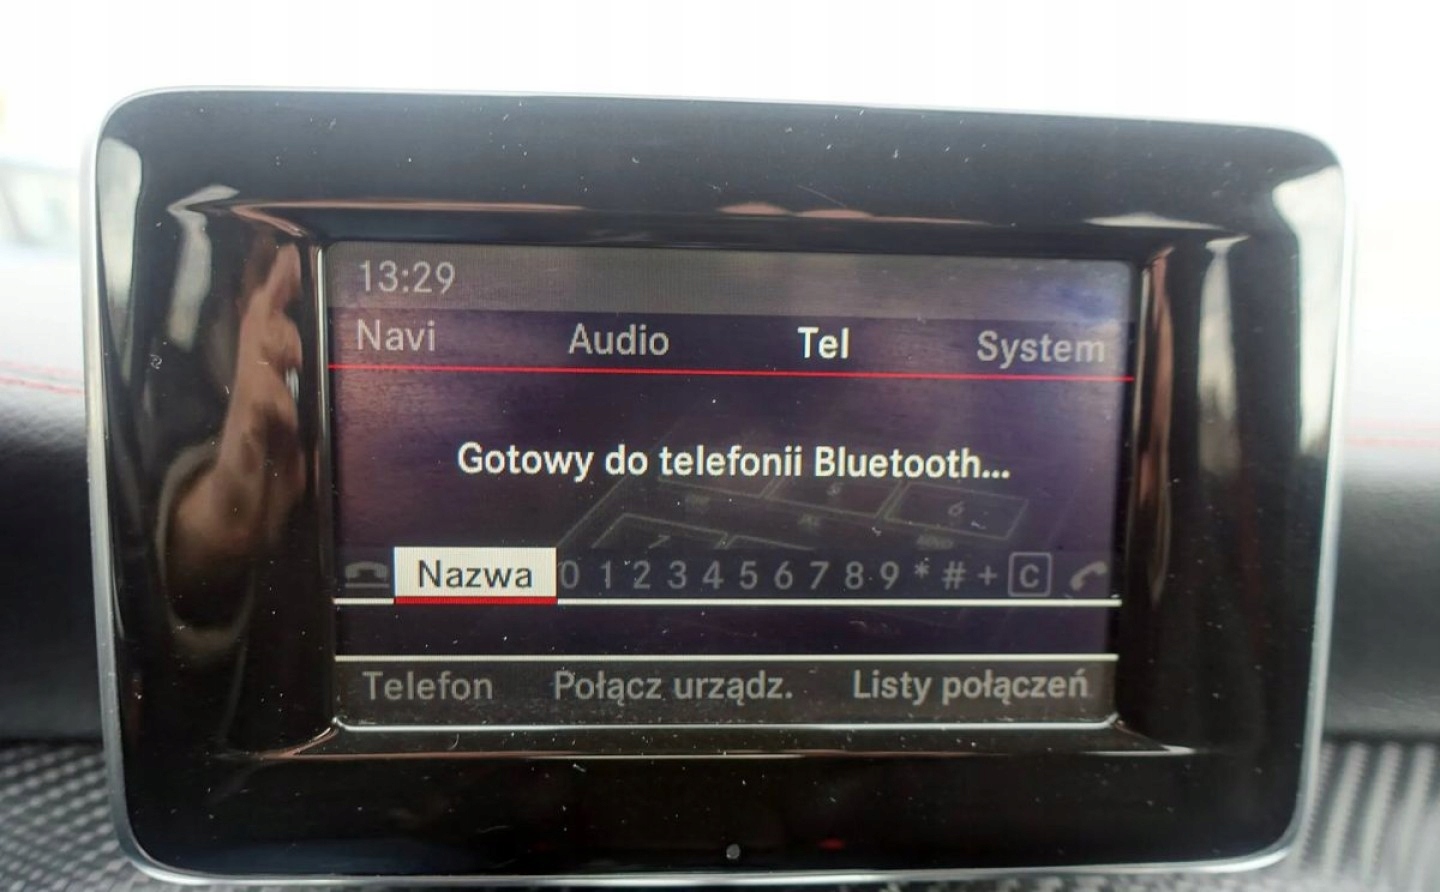 13:29
Navi Audio Tel System
Gotowy do telefonii Bluetooth...
Nazwa 0 1 2 3 4 5 6 7 8 9 * # + C
Telefon Połącz urządz. Listy połączeń